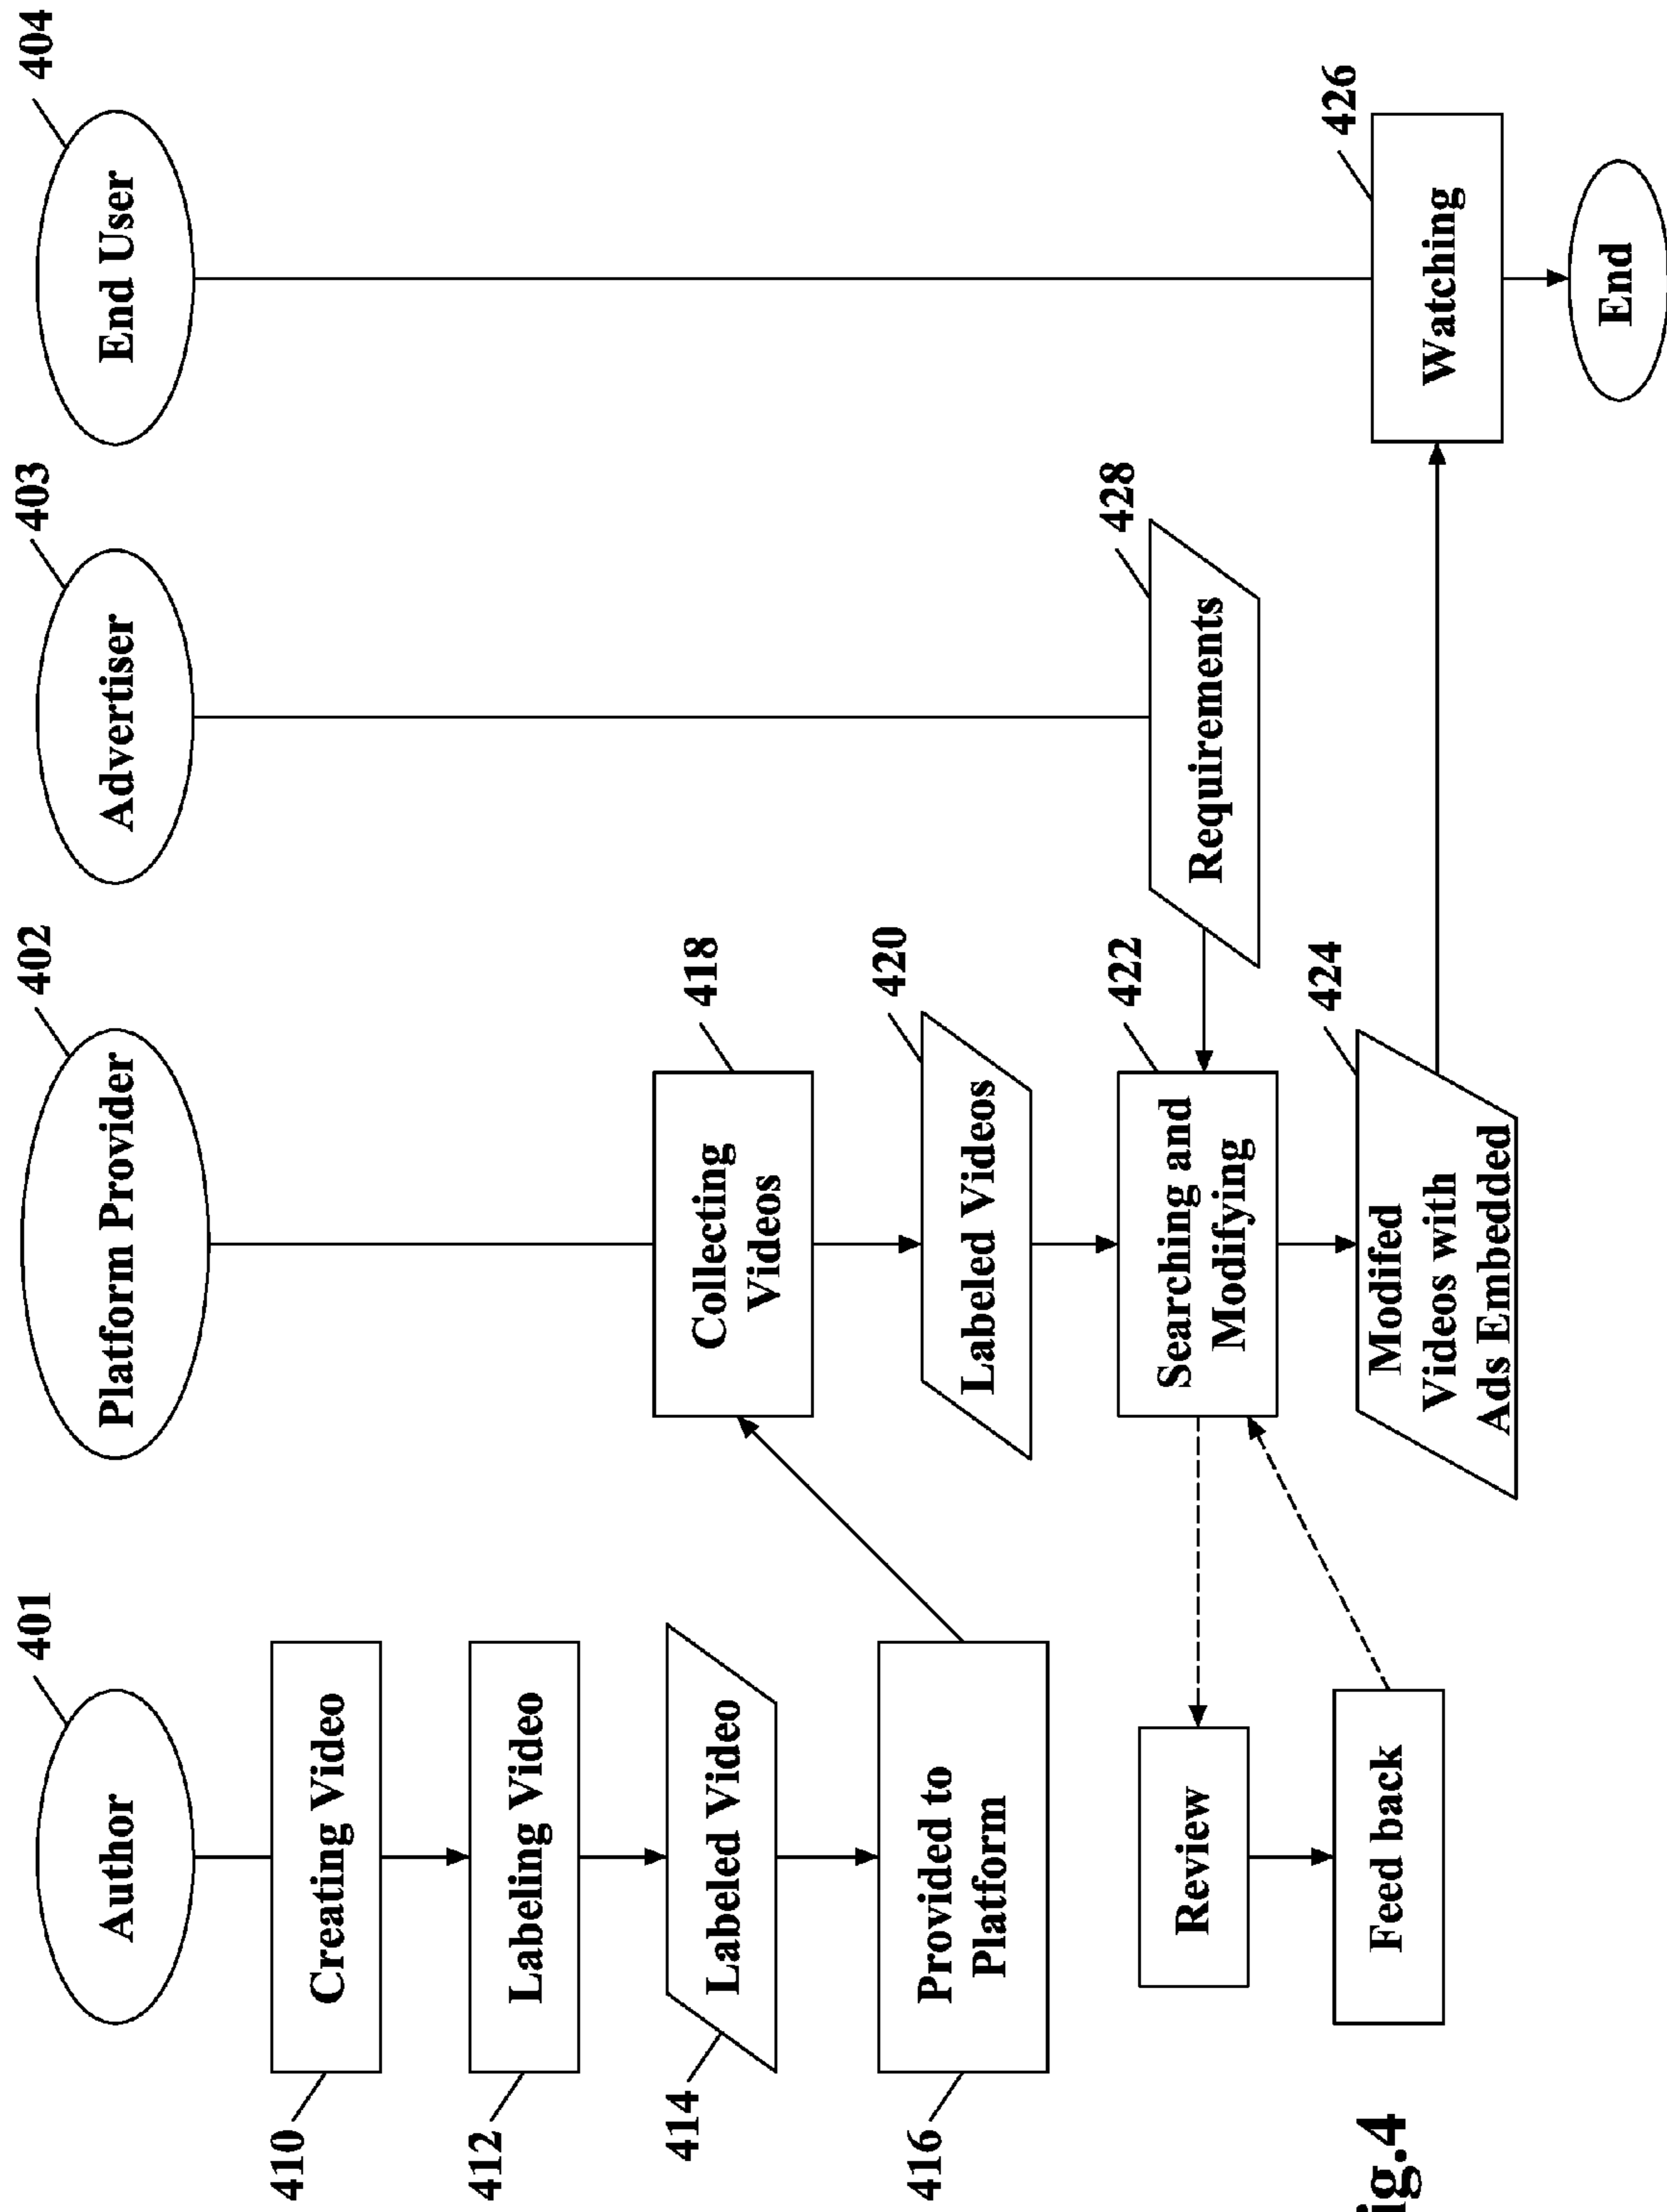 401
402
403
404
Author
Platform Provider
Advertiser
End User
410
Creating Video
412
Labeling Video
414
Labeled Video
416
Provided to
Platform
418
Collecting
Videos
420
Labeled Videos
422
Searching and
Modifying
428
Requirements
Review
Feed back
424
Modifed
Videos with
Ads Embedded
426
Watching
End
ig.4